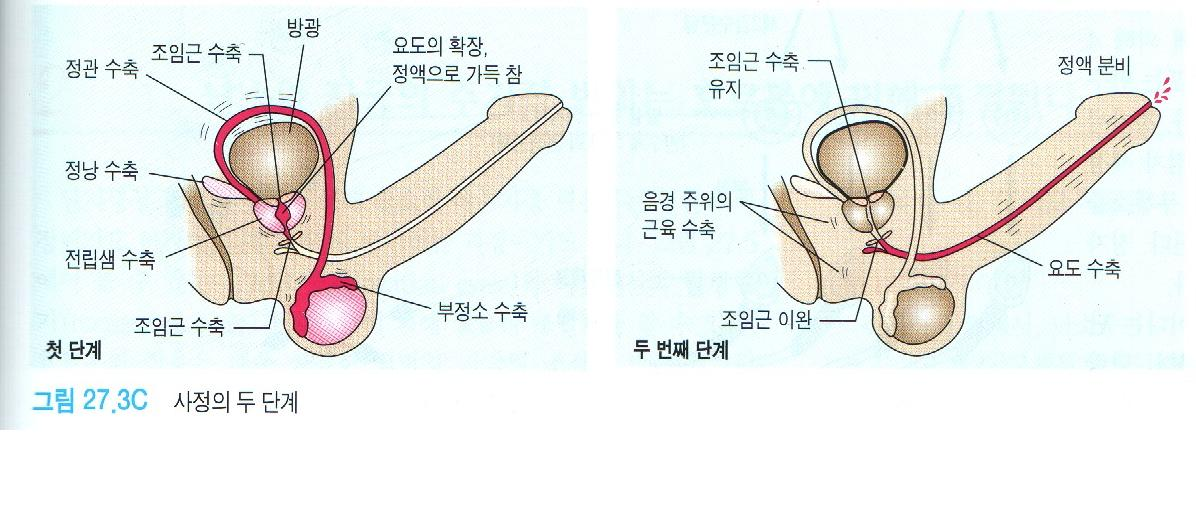 방광
조임근 수축
정관 수축
요도의 확장,
정액으로 가득 참
정낭 수축
전립샘 수축
조임근 수축
부정소 수축
첫 단계
조임근 수축
유지
정액 분비
음경 주위의
근육 수축
요도 수축
조임근 이완
두 번째 단계
그림 27.3C 사정의 두 단계